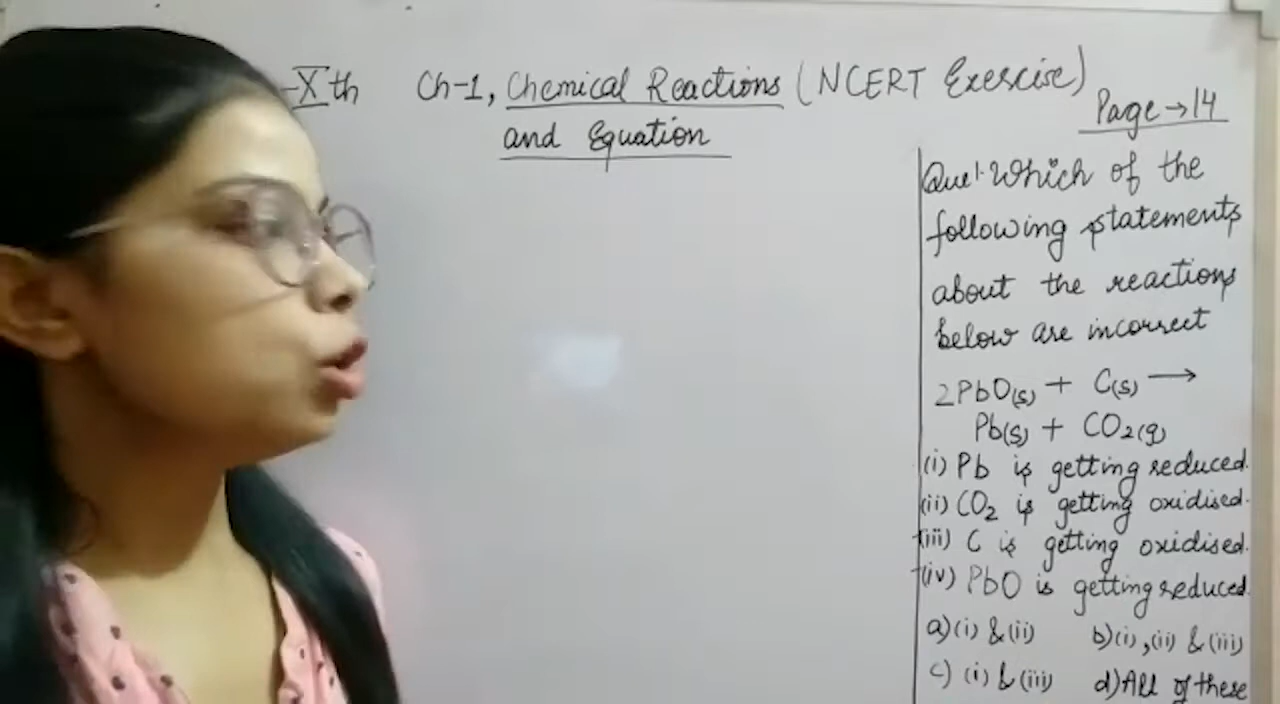 -Xth Ch-1, Chemical Reactions (NCERT Exercise)
and Equation
Page→14
Que1. Which of the
following statements
about the reactions
below are incorrect
2PbO(s) + C(s) →
Pb(s) + CO₂(g)
(i) Pb is getting reduced.
(ii) CO₂ is getting oxidised.
(iii) C is getting oxidised.
(iv) PbO is getting reduced.
a) (i) & (ii) b) (i), (ii) & (iii)
c) (i) & (iii) d) All of these